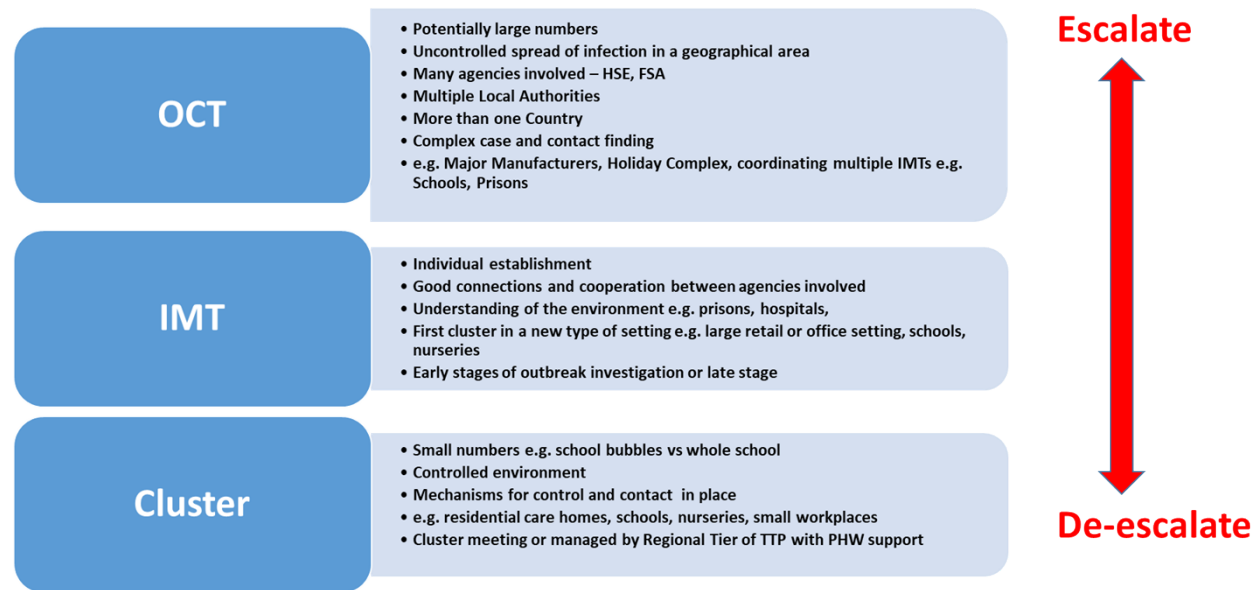 OCT
• Potentially large numbers
• Uncontrolled spread of infection in a geographical area
• Many agencies involved – HSE, FSA
• Multiple Local Authorities
• More than one Country
• Complex case and contact finding
• e.g. Major Manufacturers, Holiday Complex, coordinating multiple IMTs e.g.
Schools, Prisons
IMT
• Individual establishment
• Good connections and cooperation between agencies involved
• Understanding of the environment e.g. prisons, hospitals,
• First cluster in a new type of setting e.g. large retail or office setting, schools,
nurseries
• Early stages of outbreak investigation or late stage
Cluster
• Small numbers e.g. school bubbles vs whole school
• Controlled environment
• Mechanisms for control and contact in place
• e.g. residential care homes, schools, nurseries, small workplaces
• Cluster meeting or managed by Regional Tier of TTP with PHW support
Escalate
De-escalate